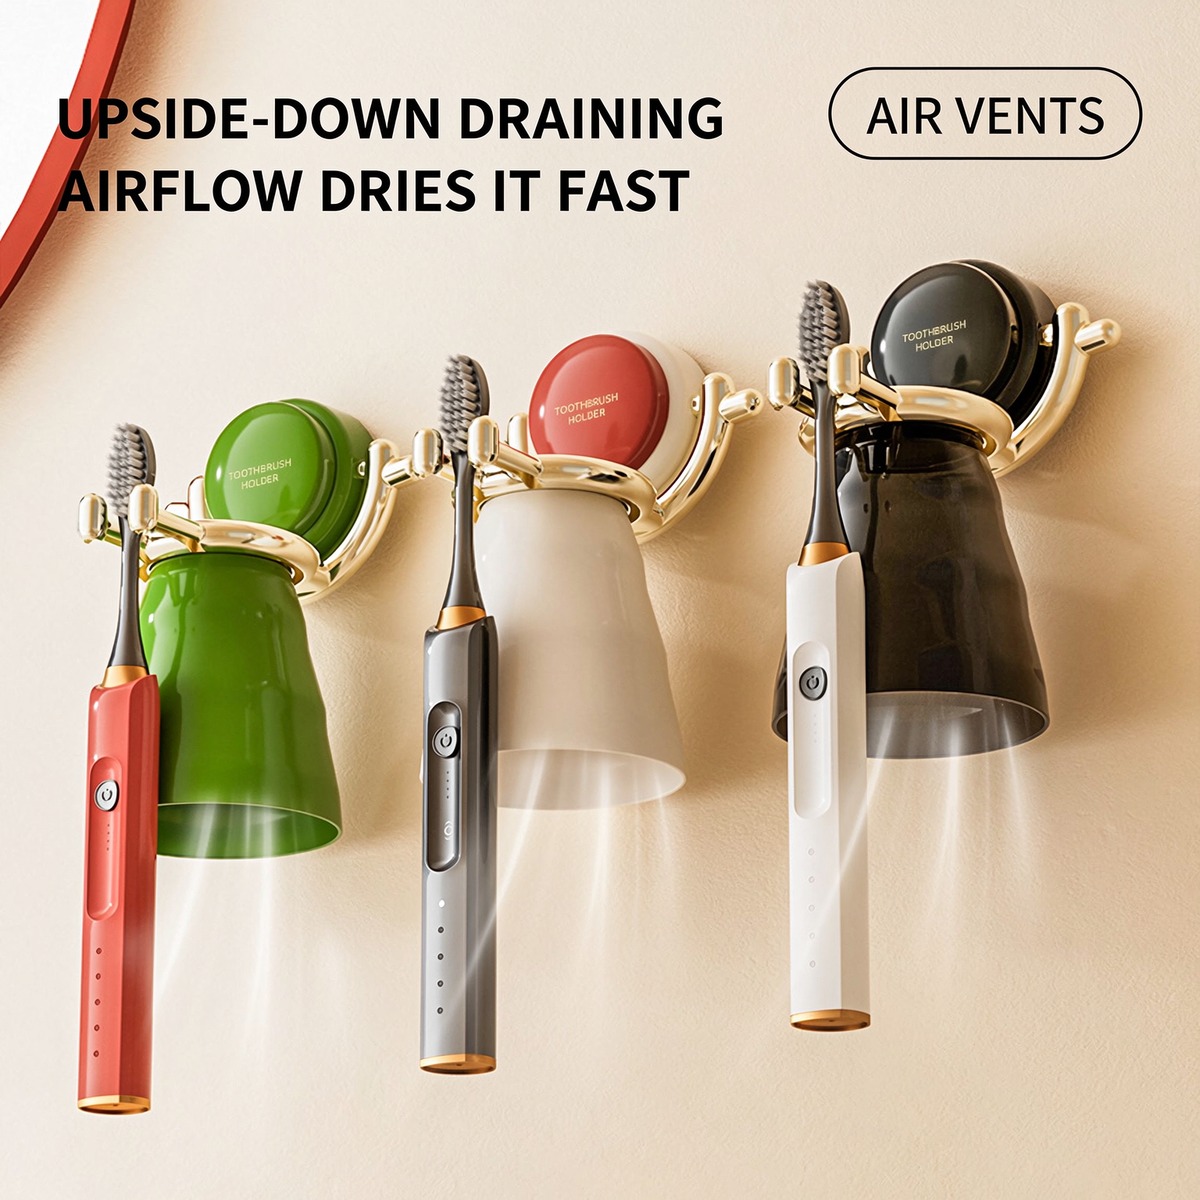 UPSIDE-DOWN DRAINING
AIRFLOW DRIES IT FAST
AIR VENTS
TOOTHBRUSH
HOLDER
TOOTHBRUSH
HOLDER
TOOTHBRUSH
HOLDER